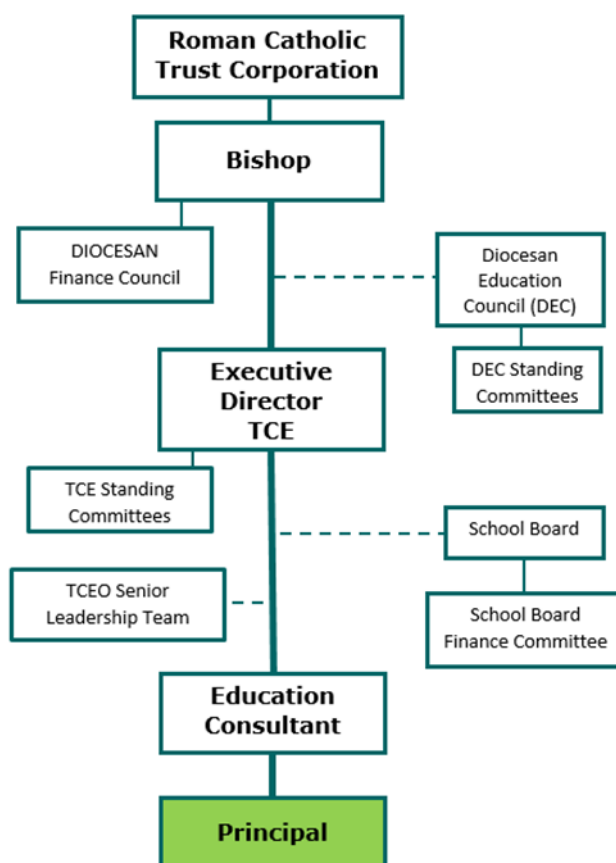 Roman Catholic
Trust Corporation
Bishop
DIOCESAN
Finance Council
Diocesan
Education
Council (DEC)
DEC Standing
Committees
Executive
Director
TCE
TCE Standing
Committees
School Board
TCEO Senior
Leadership Team
School Board
Finance Committee
Education
Consultant
Principal